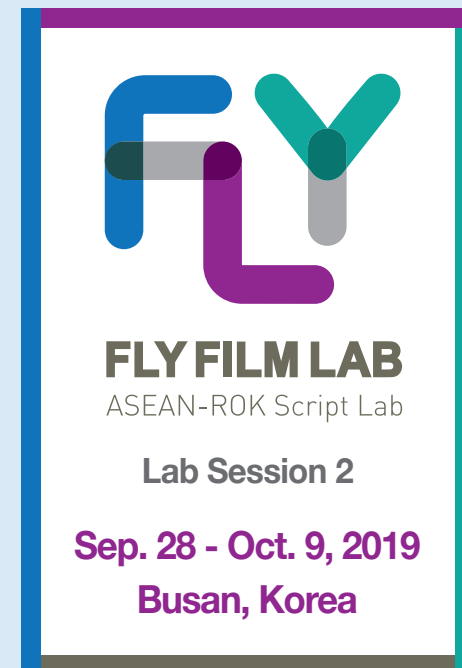 FLY
FLY FILM LAB
ASEAN-ROK Script Lab
Lab Session 2
Sep. 28 - Oct. 9, 2019
Busan, Korea